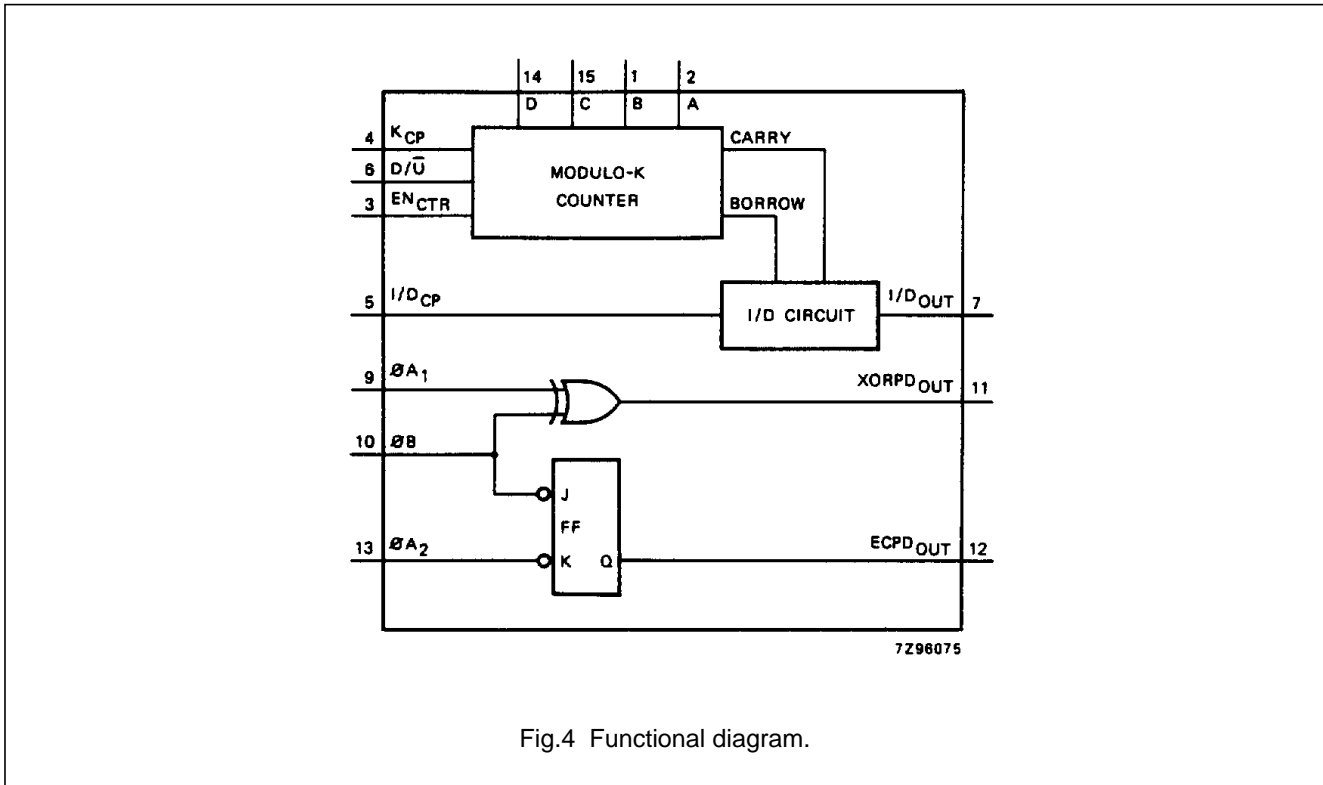 14 15 1 2
D C B A
4 KCP
6 D/U̅
3 ENCTR
MODULO-K
COUNTER
CARRY
BORROW
5 I/DCP
I/D CIRCUIT
I/DOUT 7
9 ØA1
XORPDOUT 11
10 ØB
J
FF
K Q
13 ØA2
ECPDOUT 12
7Z96075
Fig.4 Functional diagram.